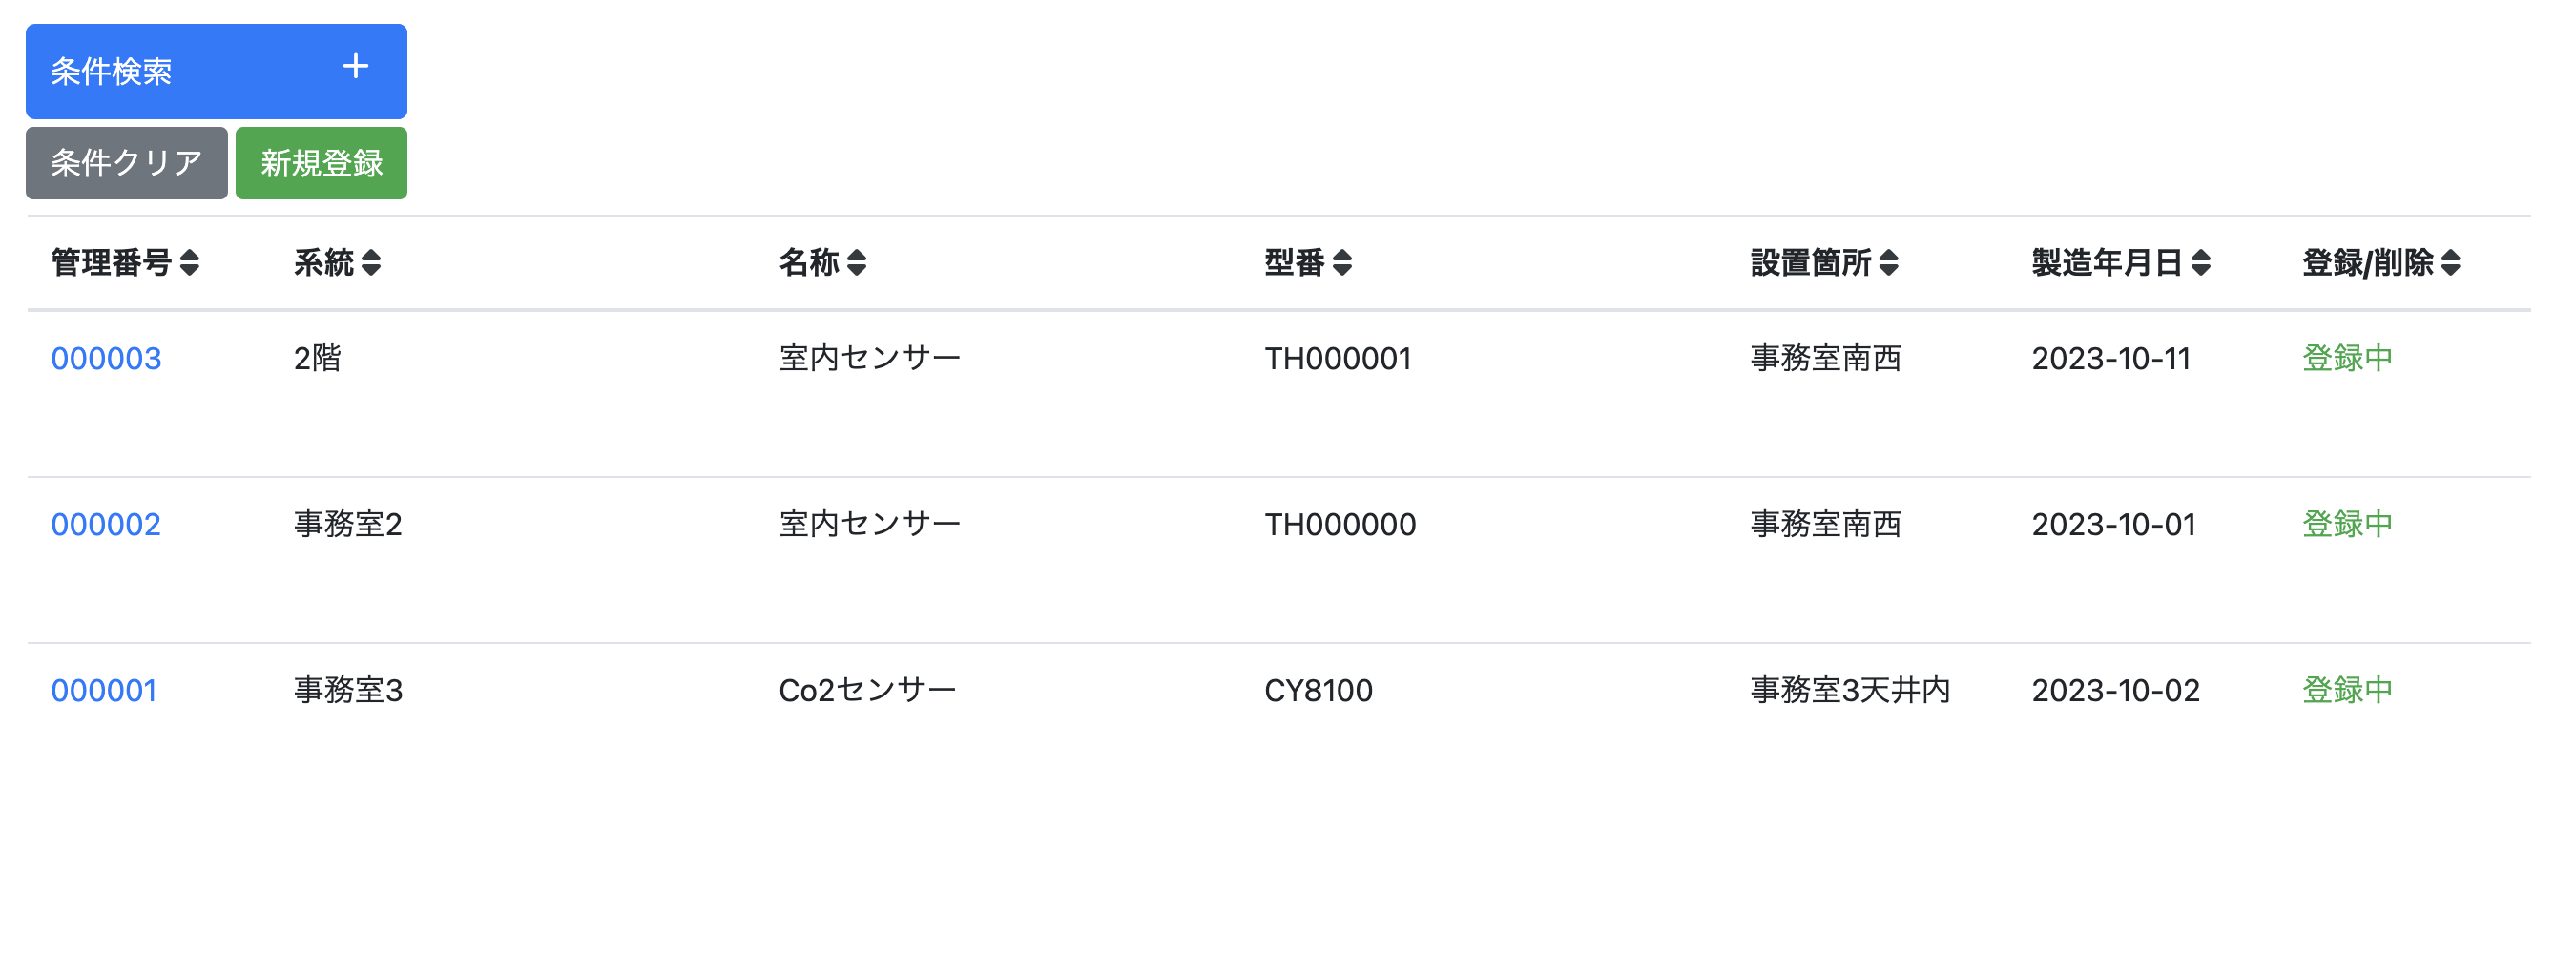 条件検索 +
条件クリア 新規登録
管理番号 系統 名称 型番 設置箇所 製造年月日 登録/削除
000003 2階 室内センサー TH000001 事務室南西 2023-10-11 登録中
000002 事務室2 室内センサー TH000000 事務室南西 2023-10-01 登録中
000001 事務室3 Co2センサー CY8100 事務室3天井内 2023-10-02 登録中